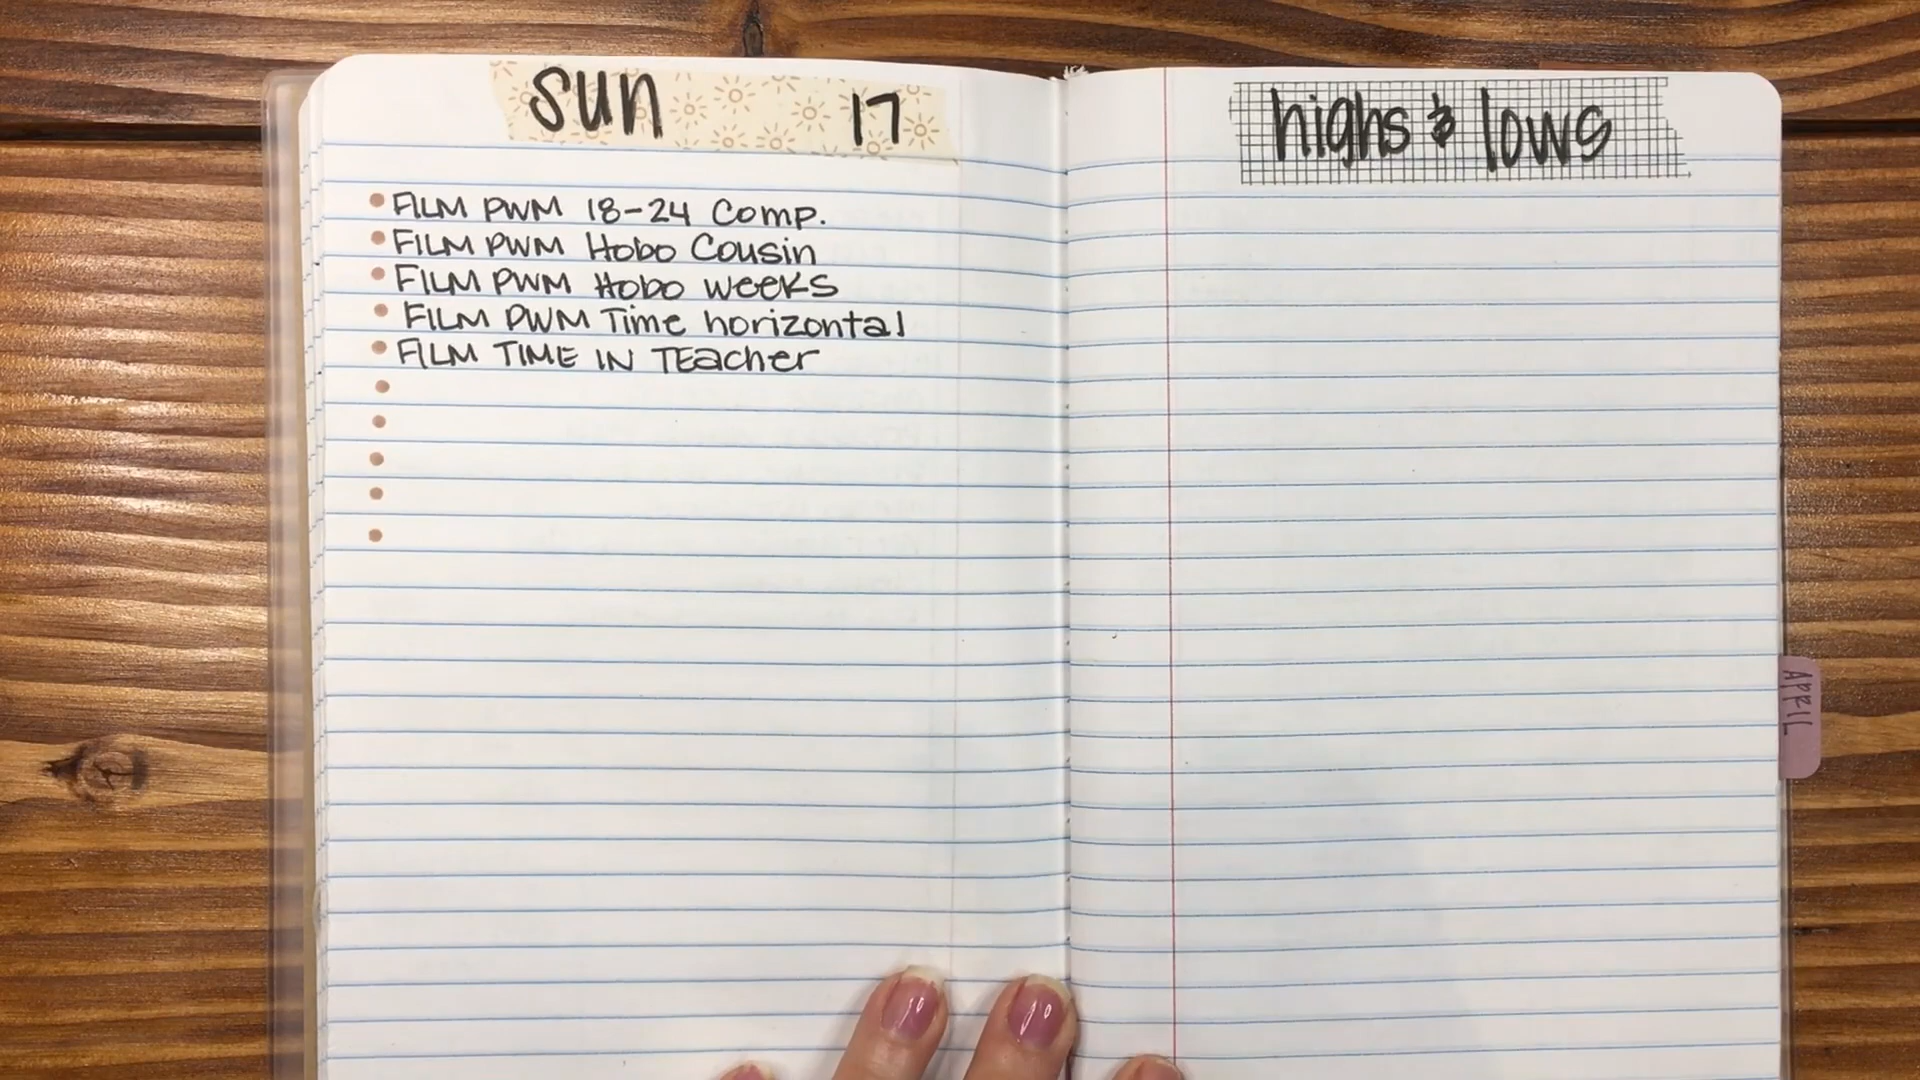 sun 17
FILM PWM 18-24 Comp.
FILM PWM Hobo Cousin
FILM PWM Hobo weeks
FILM PWM Time horizontal
FILM TIME IN TEacher
highs & lows
APRIL